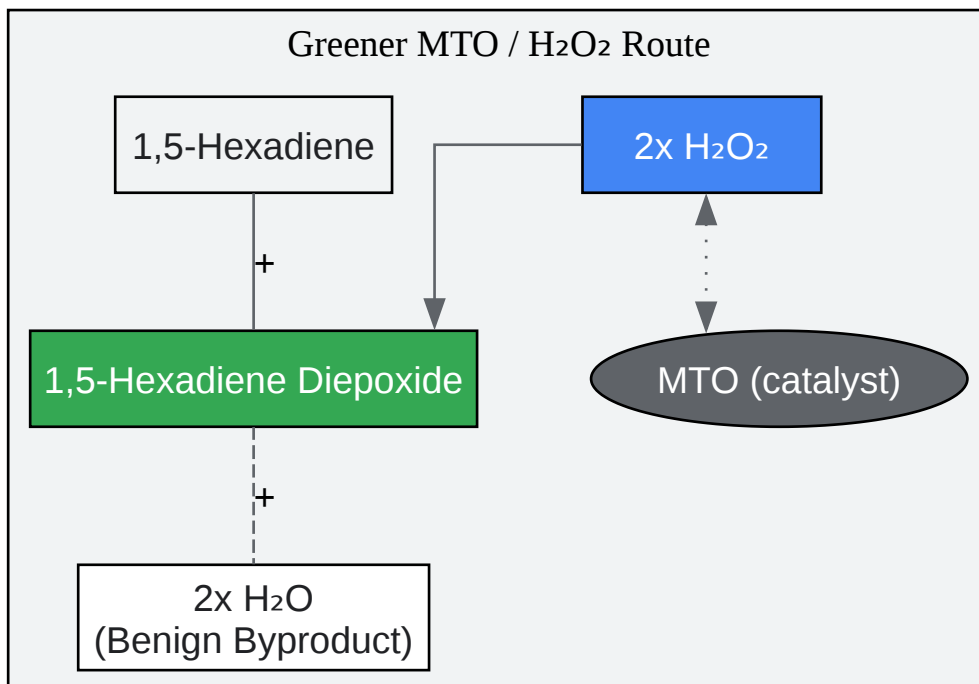 Greener MTO / H₂O₂ Route
1,5-Hexadiene
2x H₂O₂
+
1,5-Hexadiene Diepoxide
MTO (catalyst)
+
2x H₂O
(Benign Byproduct)